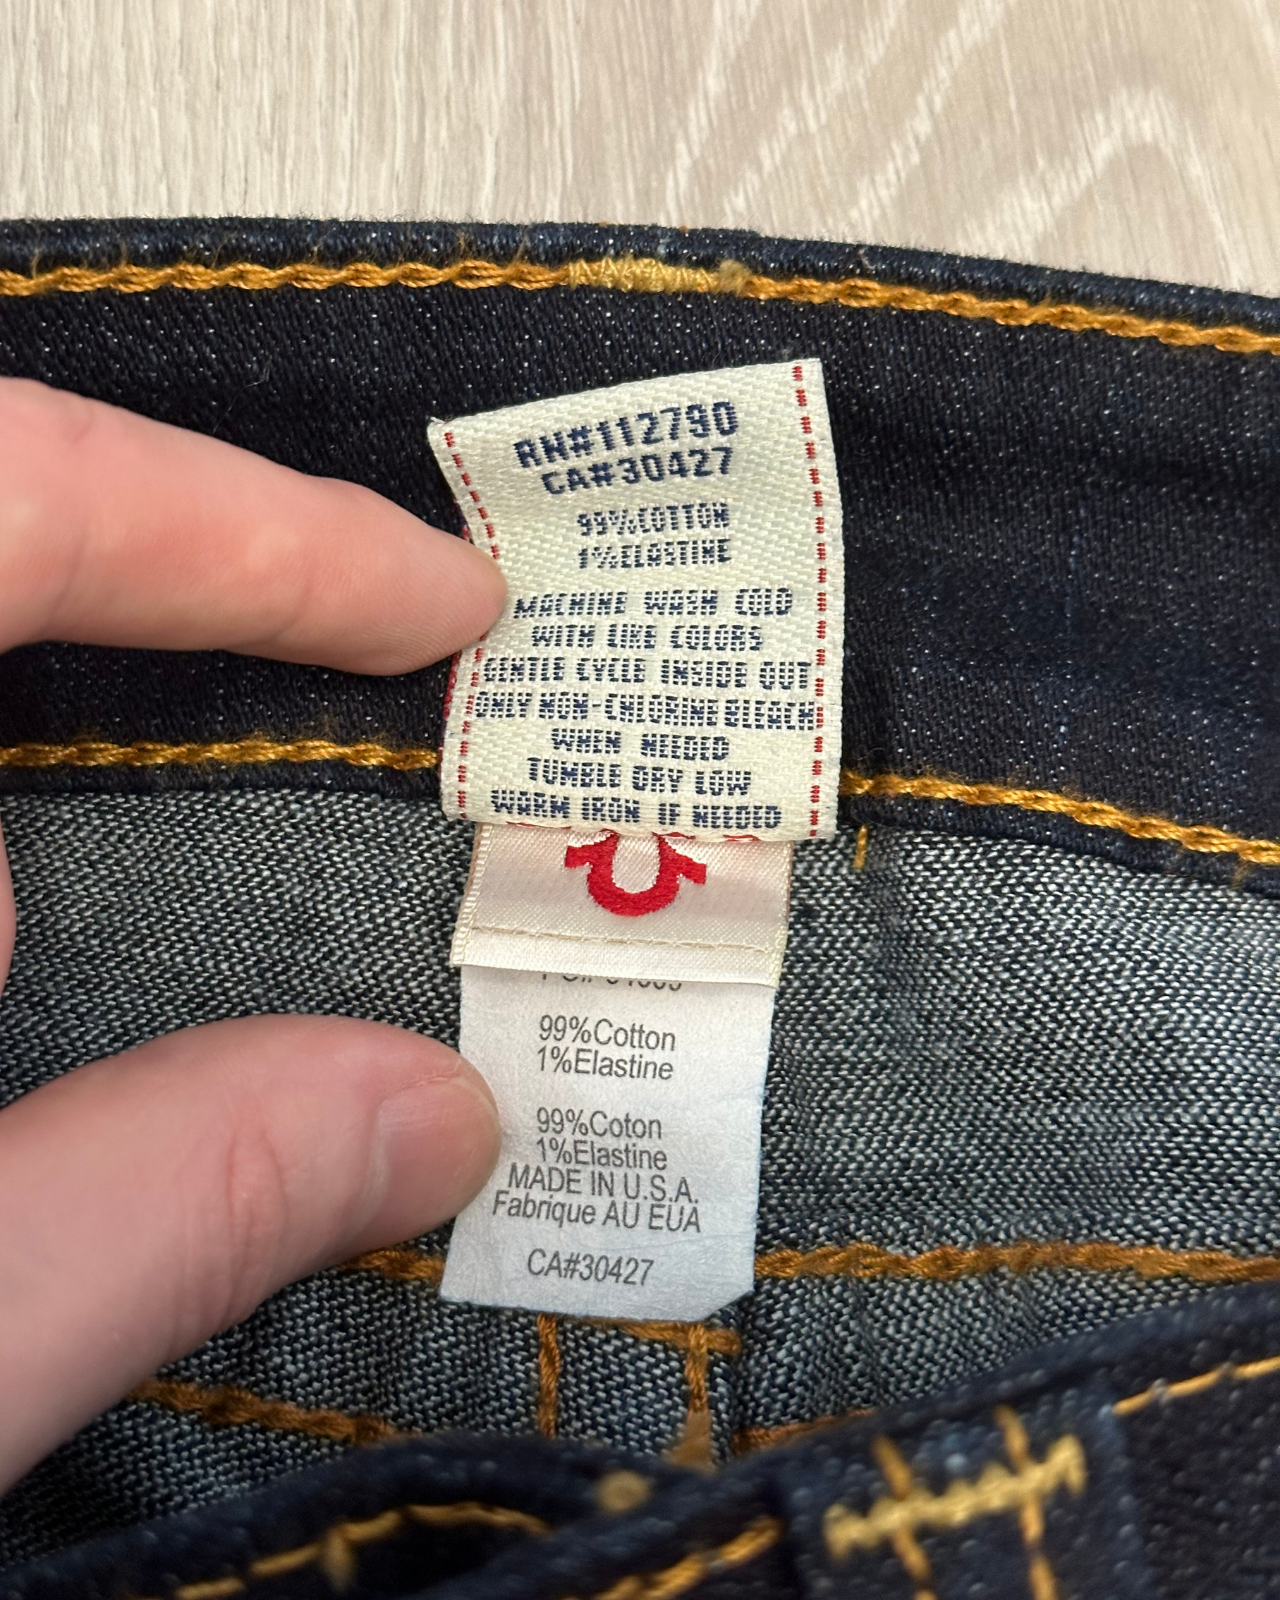 RN#112790
CA#30427
99%COTTON
1%ELASTINE
MACHINE WASH COLD
WITH LIKE COLORS
GENTLE CYCLE INSIDE OUT
ONLY NON-CHLORINE BLEACH
WHEN NEEDED
TUMBLE DRY LOW
WARM IRON IF NEEDED
99%Cotton
1%Elastine
99%Coton
1%Elastine
MADE IN U.S.A.
Fabrique AU EUA
CA#30427